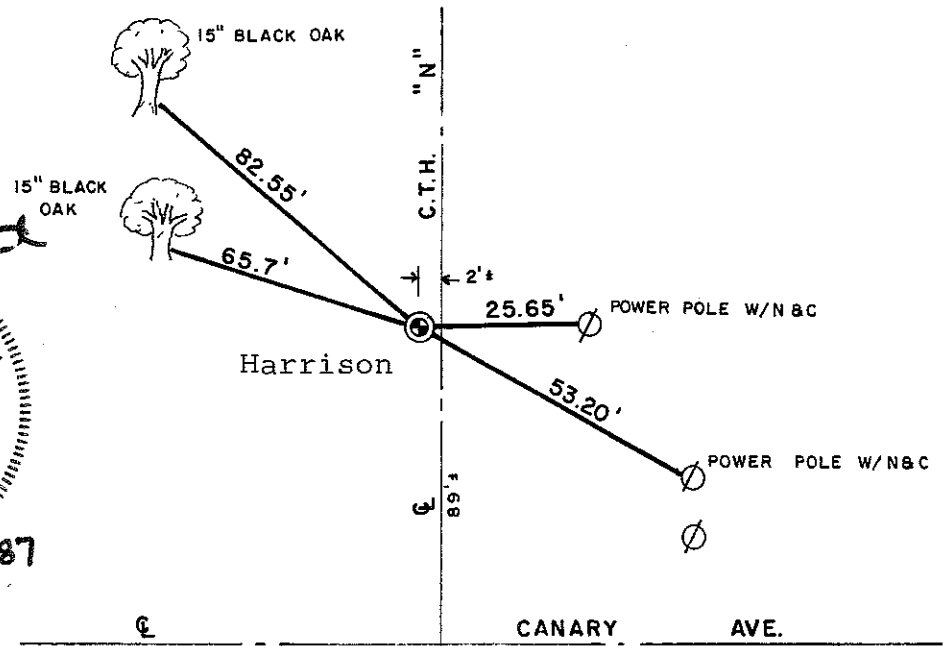 15" BLACK OAK
C.T.H. "N"
82.55'
15" BLACK
OAK
65.7'
2'±
25.65'
POWER POLE W/N&C
Harrison
53.20'
POWER POLE W/N&C
℄
89'±
87
℄
CANARY AVE.